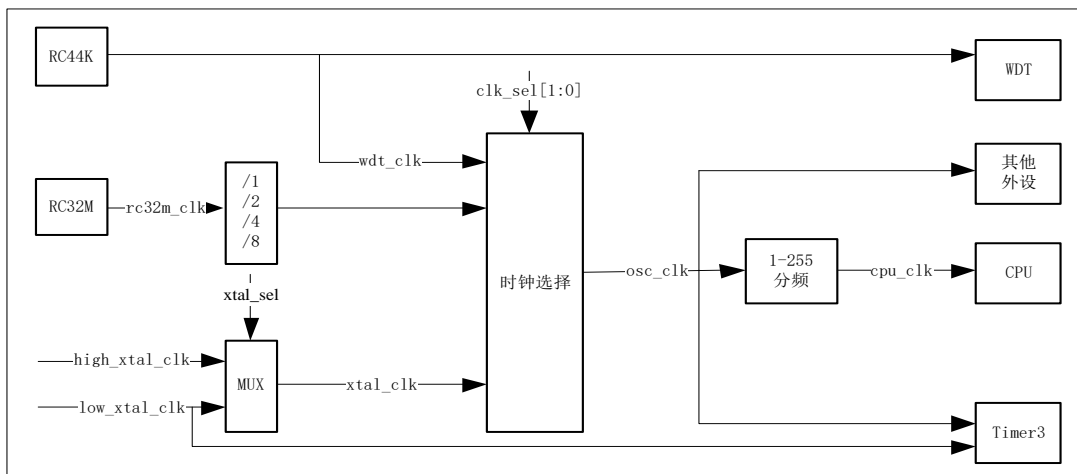 RC44K
WDT
clk_sel[1:0]
wdt_clk
其他
外设
/1
/2
/4
/8
RC32M
rc32m_clk
时钟选择
osc_clk
1-255
分频
cpu_clk
CPU
xtal_sel
high_xtal_clk
MUX
xtal_clk
low_xtal_clk
Timer3